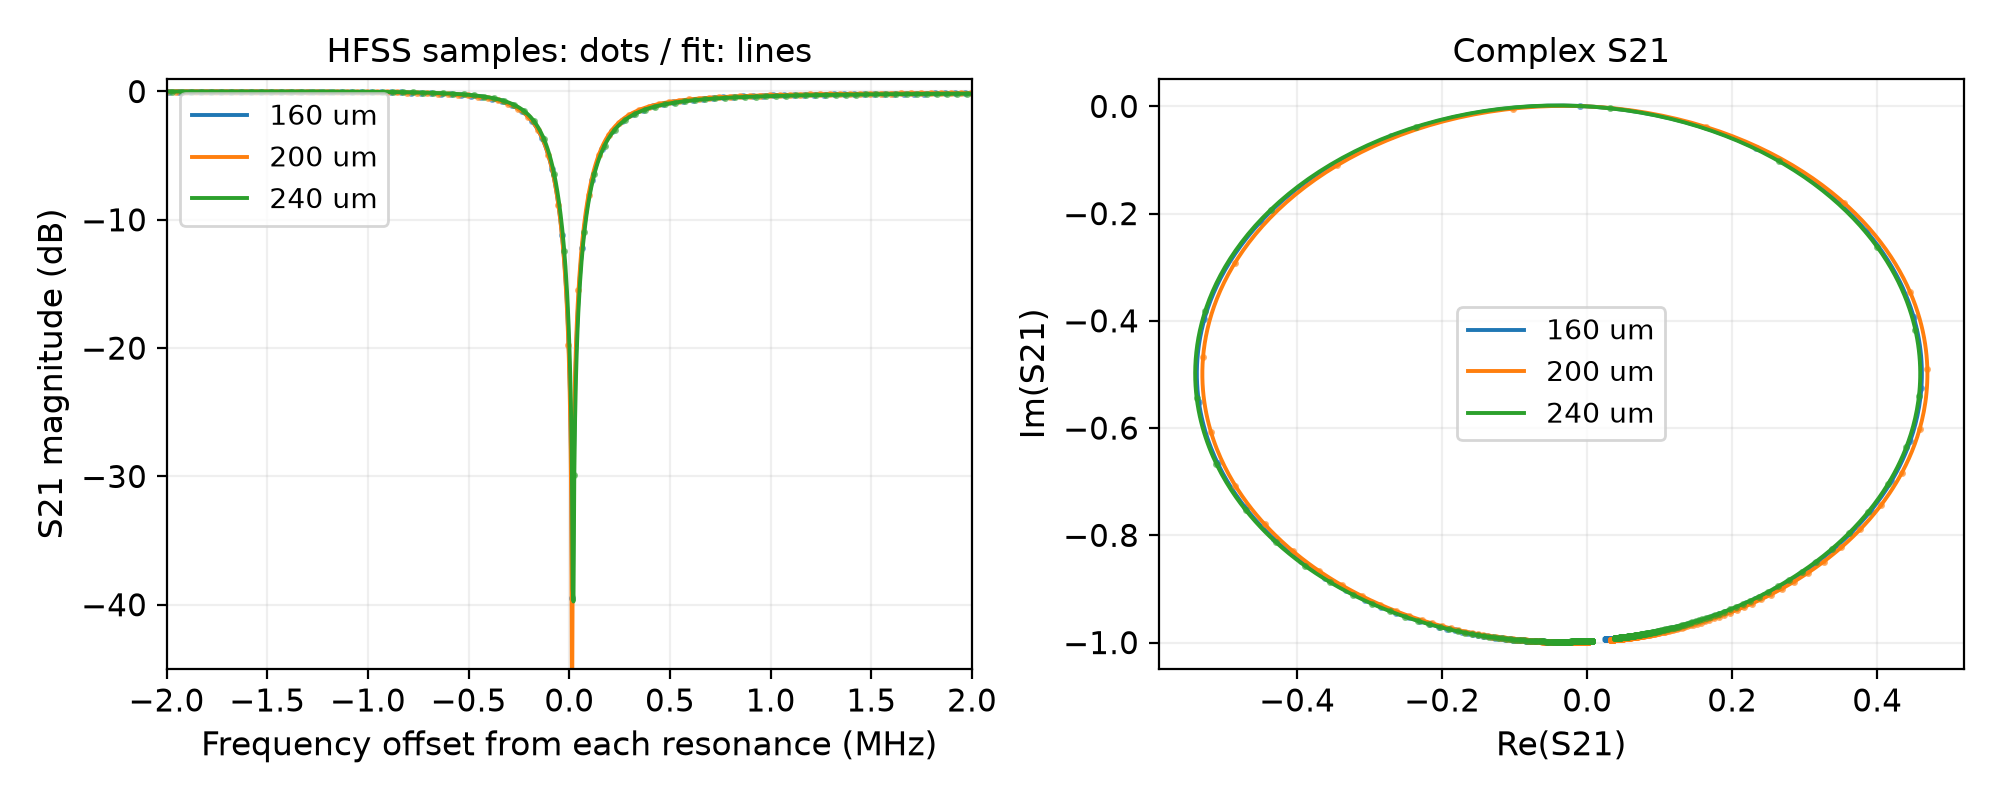 HFSS samples: dots / fit: lines
S21 magnitude (dB)
0
−10
−20
−30
−40
160 um
200 um
240 um
−2.0 −1.5 −1.0 −0.5 0.0 0.5 1.0 1.5 2.0
Frequency offset from each resonance (MHz)
Complex S21
Im(S21)
0.0
−0.2
−0.4
−0.6
−0.8
−1.0
160 um
200 um
240 um
−0.4 −0.2 0.0 0.2 0.4
Re(S21)